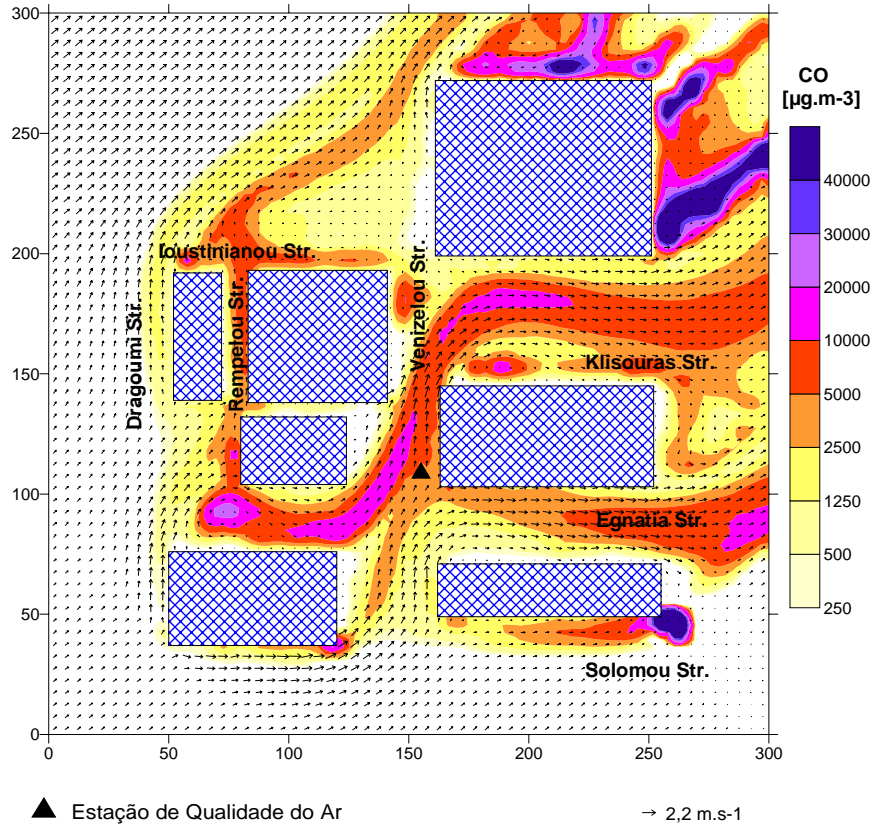 300
250
200
150
100
50
0
0
50
100
150
200
250
300
Ioustinianou Str.
Dragoumi Str.
Rempelou Str.
Venizelou Str.
Klisouras Str.
Egnatia Str.
Solomou Str.
CO
[µg.m-3]
40000
30000
20000
10000
5000
2500
1250
500
250
Estação de Qualidade do Ar
2,2 m.s-1